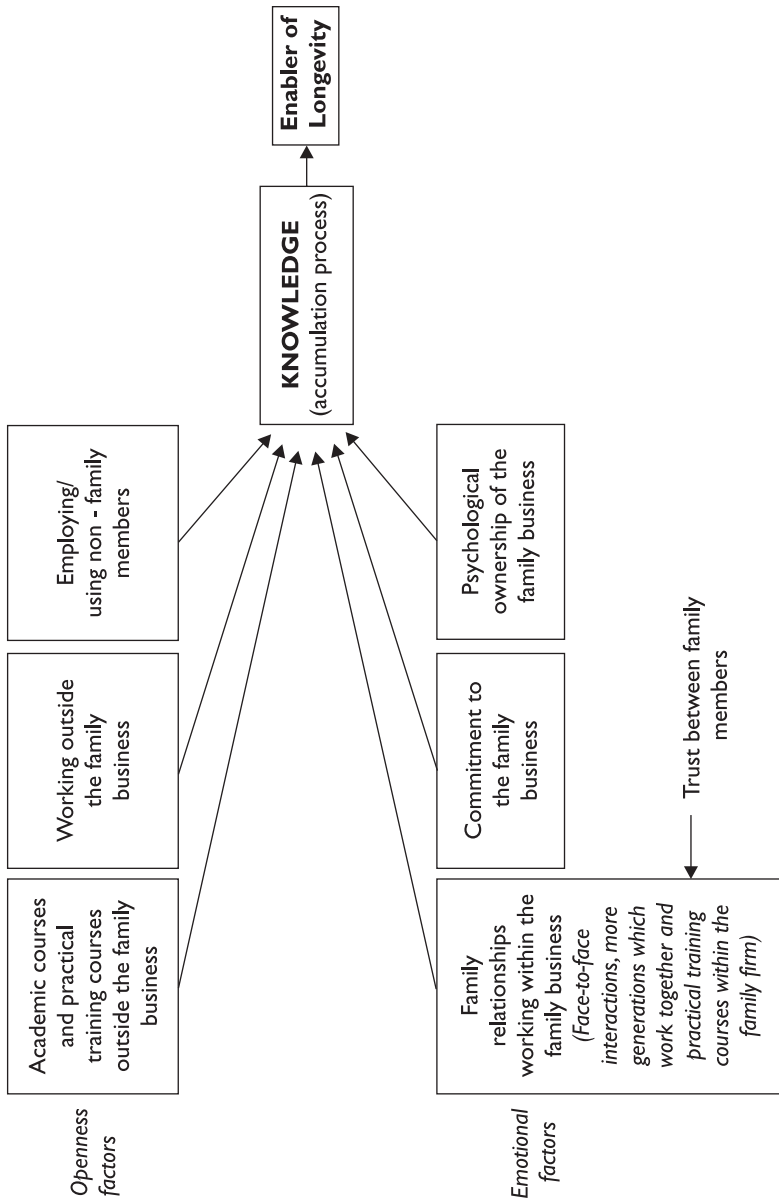 Openness
factors
Academic courses
and practical
training courses
outside the family
business
Working outside
the family
business
Employing/
using non - family
members
KNOWLEDGE
(accumulation process)
Enabler of
Longevity
Emotional
factors
Family
relationships
working within the
family business
(Face-to-face
interactions, more
generations which
work together and
practical training
courses within the
family firm)
Commitment to
the family
business
Psychological
ownership of the
family business
Trust between family
members